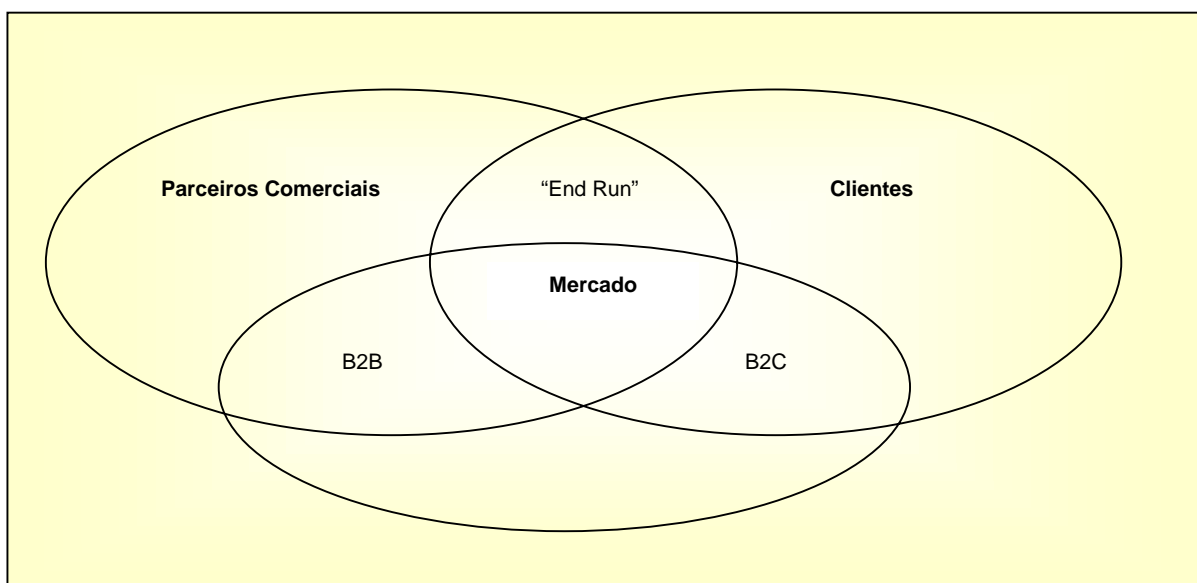 Parceiros Comerciais
“End Run”
Clientes
Mercado
B2B
B2C